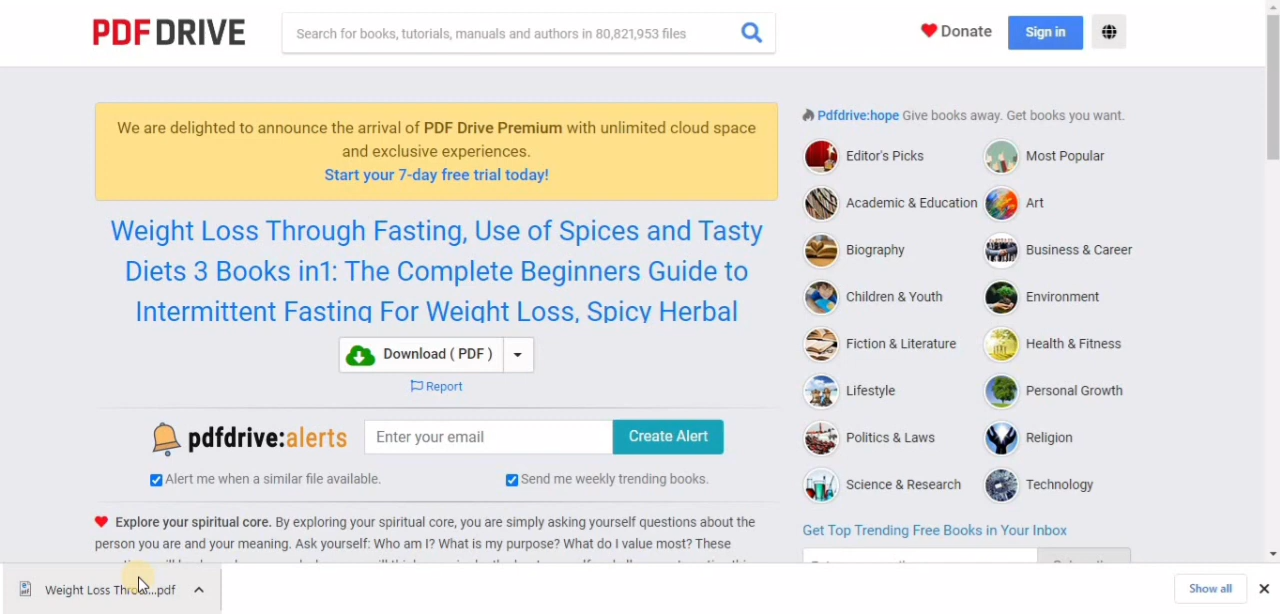 PDF DRIVE
Search for books, tutorials, manuals and authors in 80,821,953 files
Donate
Sign in
We are delighted to announce the arrival of PDF Drive Premium with unlimited cloud space
and exclusive experiences.
Start your 7-day free trial today!
Weight Loss Through Fasting, Use of Spices and Tasty
Diets 3 Books in1: The Complete Beginners Guide to
Intermittent Fasting For Weight Loss, Spicy Herbal
Download ( PDF )
Report
pdfdrive:alerts
Enter your email
Create Alert
Alert me when a similar file available.
Send me weekly trending books.
Explore your spiritual core. By exploring your spiritual core, you are simply asking yourself questions about the
person you are and your meaning. Ask yourself: Who am I? What is my purpose? What do I value most? These
Pdfdrive:hope Give books away. Get books you want.
Editor's Picks
Most Popular
Academic & Education
Art
Biography
Business & Career
Children & Youth
Environment
Fiction & Literature
Health & Fitness
Lifestyle
Personal Growth
Politics & Laws
Religion
Science & Research
Technology
Get Top Trending Free Books in Your Inbox
Weight Loss Throu...pdf
Show all